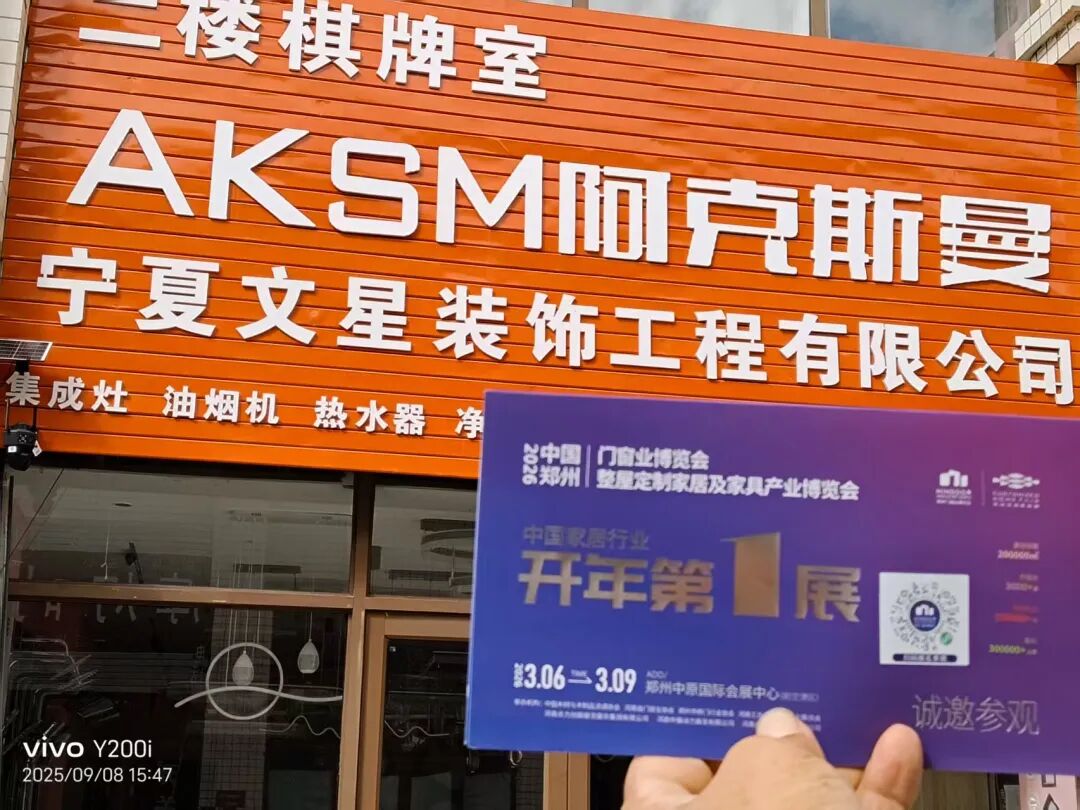 二楼棋牌室
AKSM阿克斯曼
宁夏文星装饰工程有限公司
集成灶 油烟机 热水器 净
2026 中国郑州
门窗业博览会
整屋定制家居及家具产业博览会
中国家居行业
开年第1展
200000㎡
300000+
2026 3.06 TIME 3.09
ADD/
郑州中原国际会展中心
诚邀参观
vivo Y200i
2025/09/08 15:47